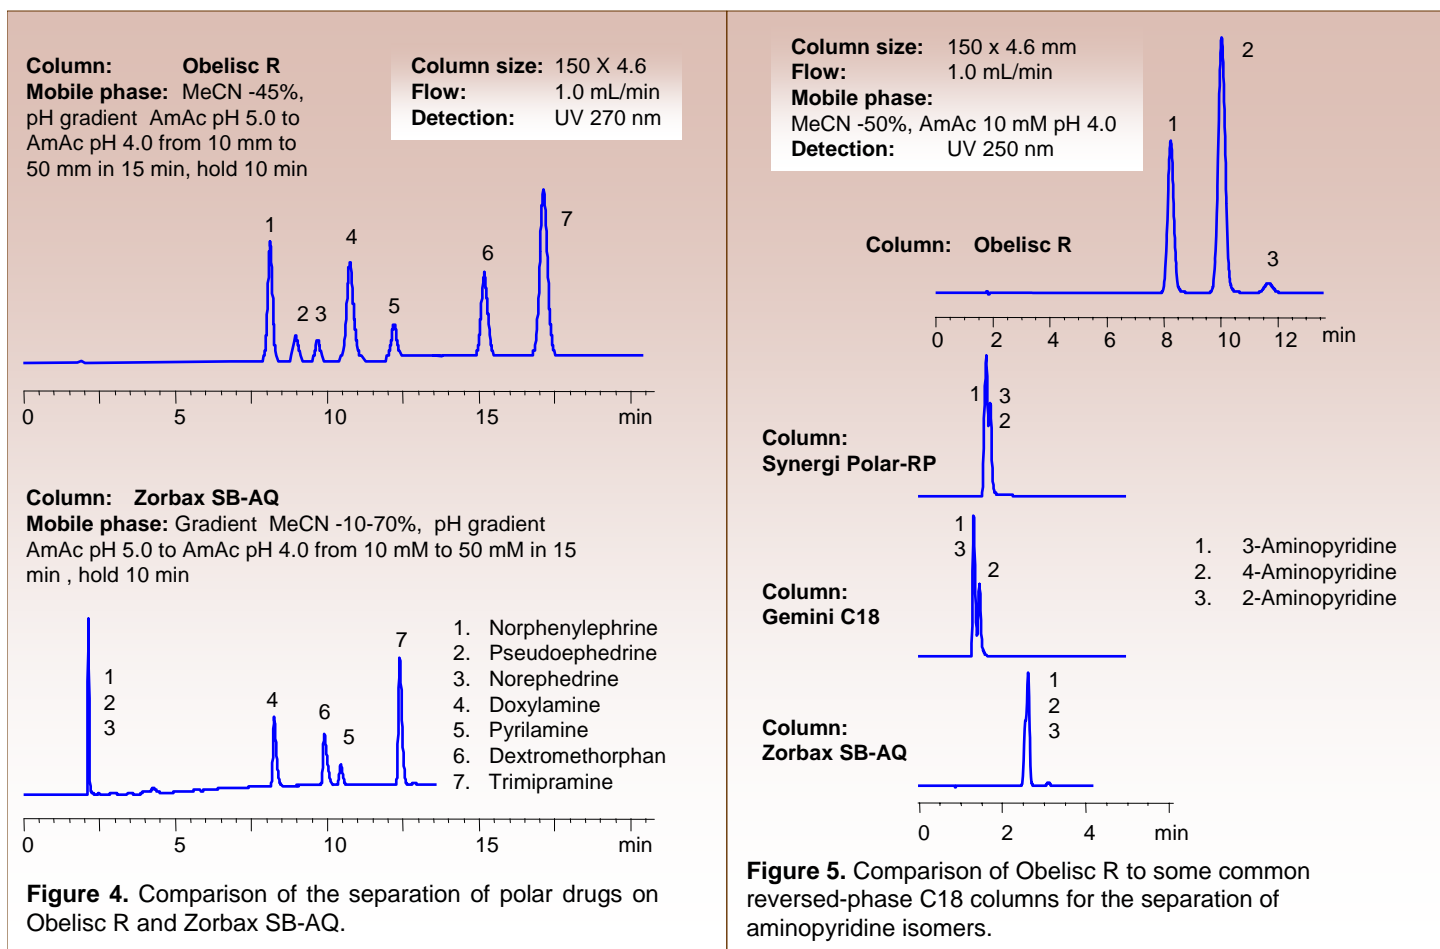 Column: Obelisc R
Mobile phase: MeCN -45%,
pH gradient AmAc pH 5.0 to
AmAc pH 4.0 from 10 mm to
50 mm in 15 min, hold 10 min
Column size: 150 X 4.6
Flow: 1.0 mL/min
Detection: UV 270 nm
1
2
3
4
5
6
7
0 5 10 15 min
Column: Zorbax SB-AQ
Mobile phase: Gradient MeCN -10-70%, pH gradient
AmAc pH 5.0 to AmAc pH 4.0 from 10 mM to 50 mM in 15
min , hold 10 min
1
2
3
4
6
5
7
1. Norphenylephrine
2. Pseudoephedrine
3. Norephedrine
4. Doxylamine
5. Pyrilamine
6. Dextromethorphan
7. Trimipramine
0 5 10 15 min
Figure 4. Comparison of the separation of polar drugs on
Obelisc R and Zorbax SB-AQ.
Column size: 150 x 4.6 mm
Flow: 1.0 mL/min
Mobile phase:
MeCN -50%, AmAc 10 mM pH 4.0
Detection: UV 250 nm
1
2
3
Column: Obelisc R
0 2 4 6 8 10 12 min
1
3
2
Column:
Synergi Polar-RP
1
3
2
Column:
Gemini C18
1. 3-Aminopyridine
2. 4-Aminopyridine
3. 2-Aminopyridine
1
2
3
Column:
Zorbax SB-AQ
0 2 4 min
Figure 5. Comparison of Obelisc R to some common
reversed-phase C18 columns for the separation of
aminopyridine isomers.